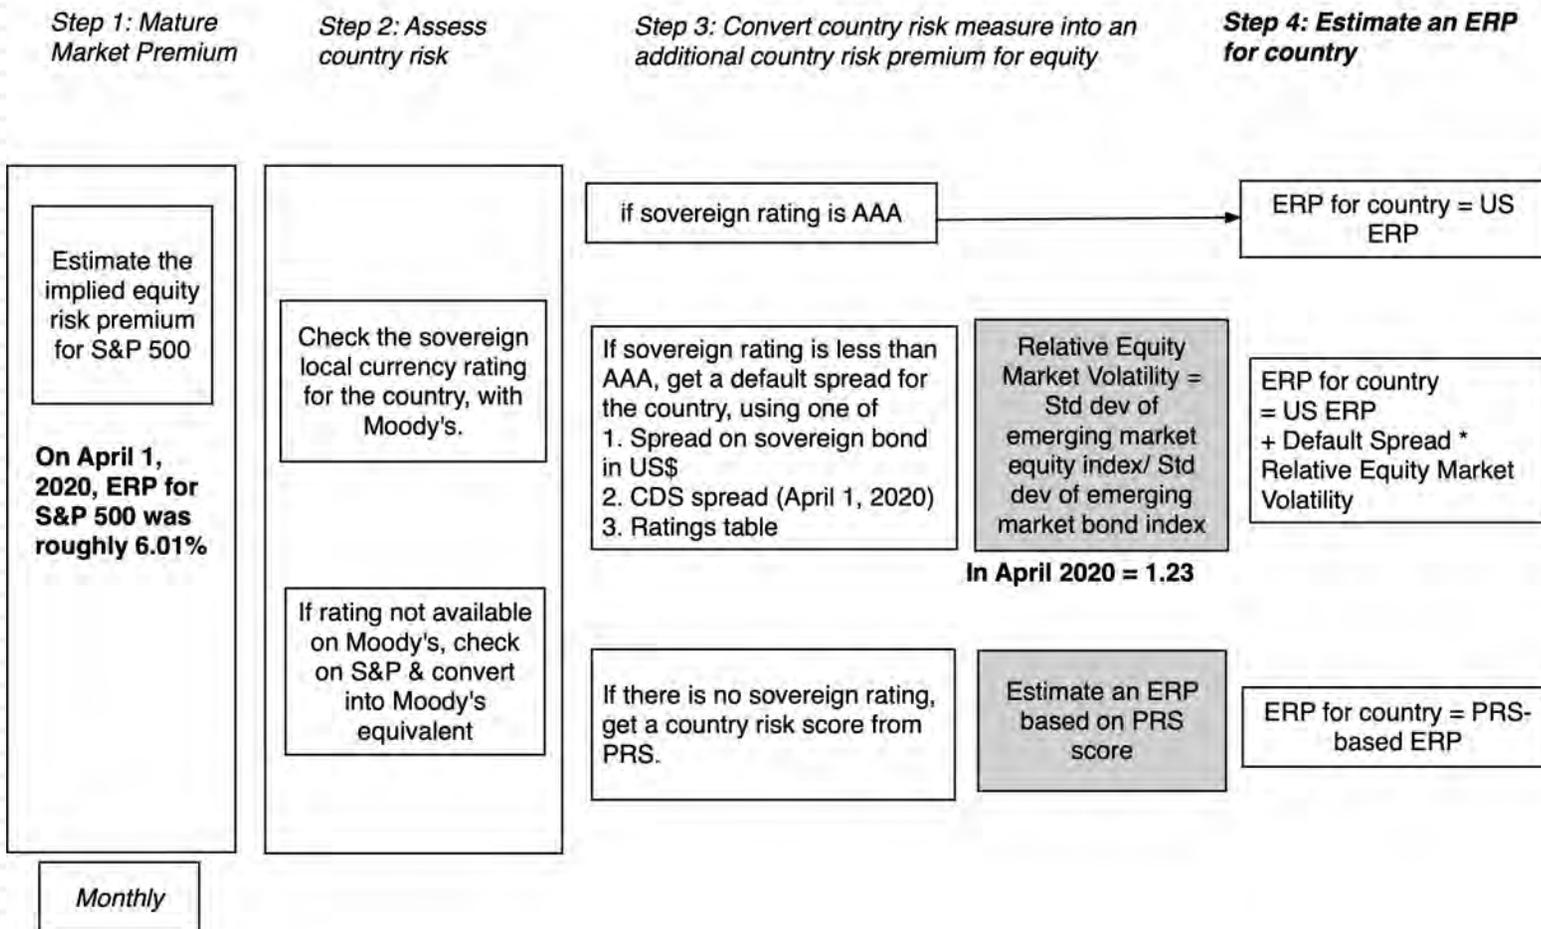 Step 1: Mature
Market Premium
Step 2: Assess
country risk
Step 3: Convert country risk measure into an
additional country risk premium for equity
Step 4: Estimate an ERP
for country
Estimate the
implied equity
risk premium
for S&P 500
On April 1,
2020, ERP for
S&P 500 was
roughly 6.01%
Monthly
Check the sovereign
local currency rating
for the country, with
Moody's.
If rating not available
on Moody's, check
on S&P & convert
into Moody's
equivalent
if sovereign rating is AAA
ERP for country = US
ERP
If sovereign rating is less than
AAA, get a default spread for
the country, using one of
1. Spread on sovereign bond
in US$
2. CDS spread (April 1, 2020)
3. Ratings table
Relative Equity
Market Volatility =
Std dev of
emerging market
equity index/ Std
dev of emerging
market bond index
In April 2020 = 1.23
ERP for country
= US ERP
+ Default Spread *
Relative Equity Market
Volatility
If there is no sovereign rating,
get a country risk score from
PRS.
Estimate an ERP
based on PRS
score
ERP for country = PRS-
based ERP